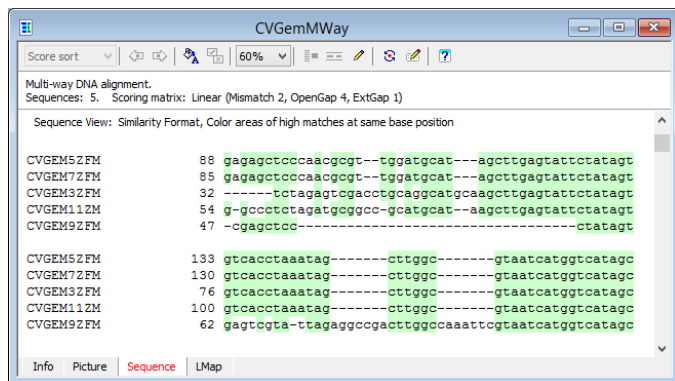 CVGemMWay
Score sort 60%
Multi-way DNA alignment.
Sequences: 5. Scoring matrix: Linear (Mismatch 2, OpenGap 4, ExtGap 1)
Sequence View: Similarity Format, Color areas of high matches at same base position
CVGEM5ZFM 88 gagagctcccaacgcgt--tggatgcat---agcttgagtattctatagt
CVGEM7ZFM 85 gagagctcccaacgcgt--tggatgcat---agcttgagtattctatagt
CVGEM3ZFM 32 ------tctagagtcgacctgcaggcatgcaagcttgagtattctatagt
CVGEM11ZM 54 g-gccctctagatgcggcc-gcatgcat--aagcttgagtattctatagt
CVGEM9ZFM 47 -cgagctcc----------------------------------ctatagt
CVGEM5ZFM 133 gtcacctaaatag-------cttggc-------gtaatcatggtcatagc
CVGEM7ZFM 130 gtcacctaaatag-------cttggc-------gtaatcatggtcatagc
CVGEM3ZFM 76 gtcacctaaatag-------cttggc-------gtaatcatggtcatagc
CVGEM11ZM 100 gtcacctaaatag-------cttggc-------gtaatcatggtcatagc
CVGEM9ZFM 62 gagtcgta-ttagaggccgacttggccaaattcgtaatcatggtcatagc
Info Picture Sequence LMap